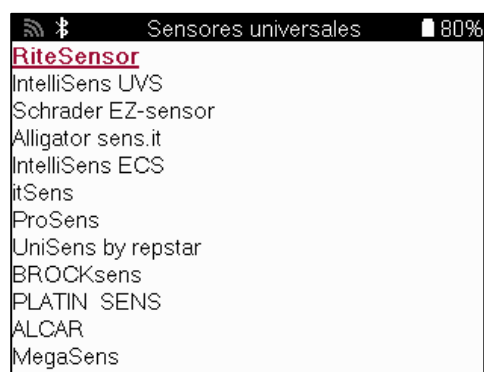 Sensores universales 80%
RiteSensor
IntelliSens UVS
Schrader EZ-sensor
Alligator sens.it
IntelliSens ECS
itSens
ProSens
UniSens by repstar
BROCKsens
PLATIN SENS
ALCAR
MegaSens